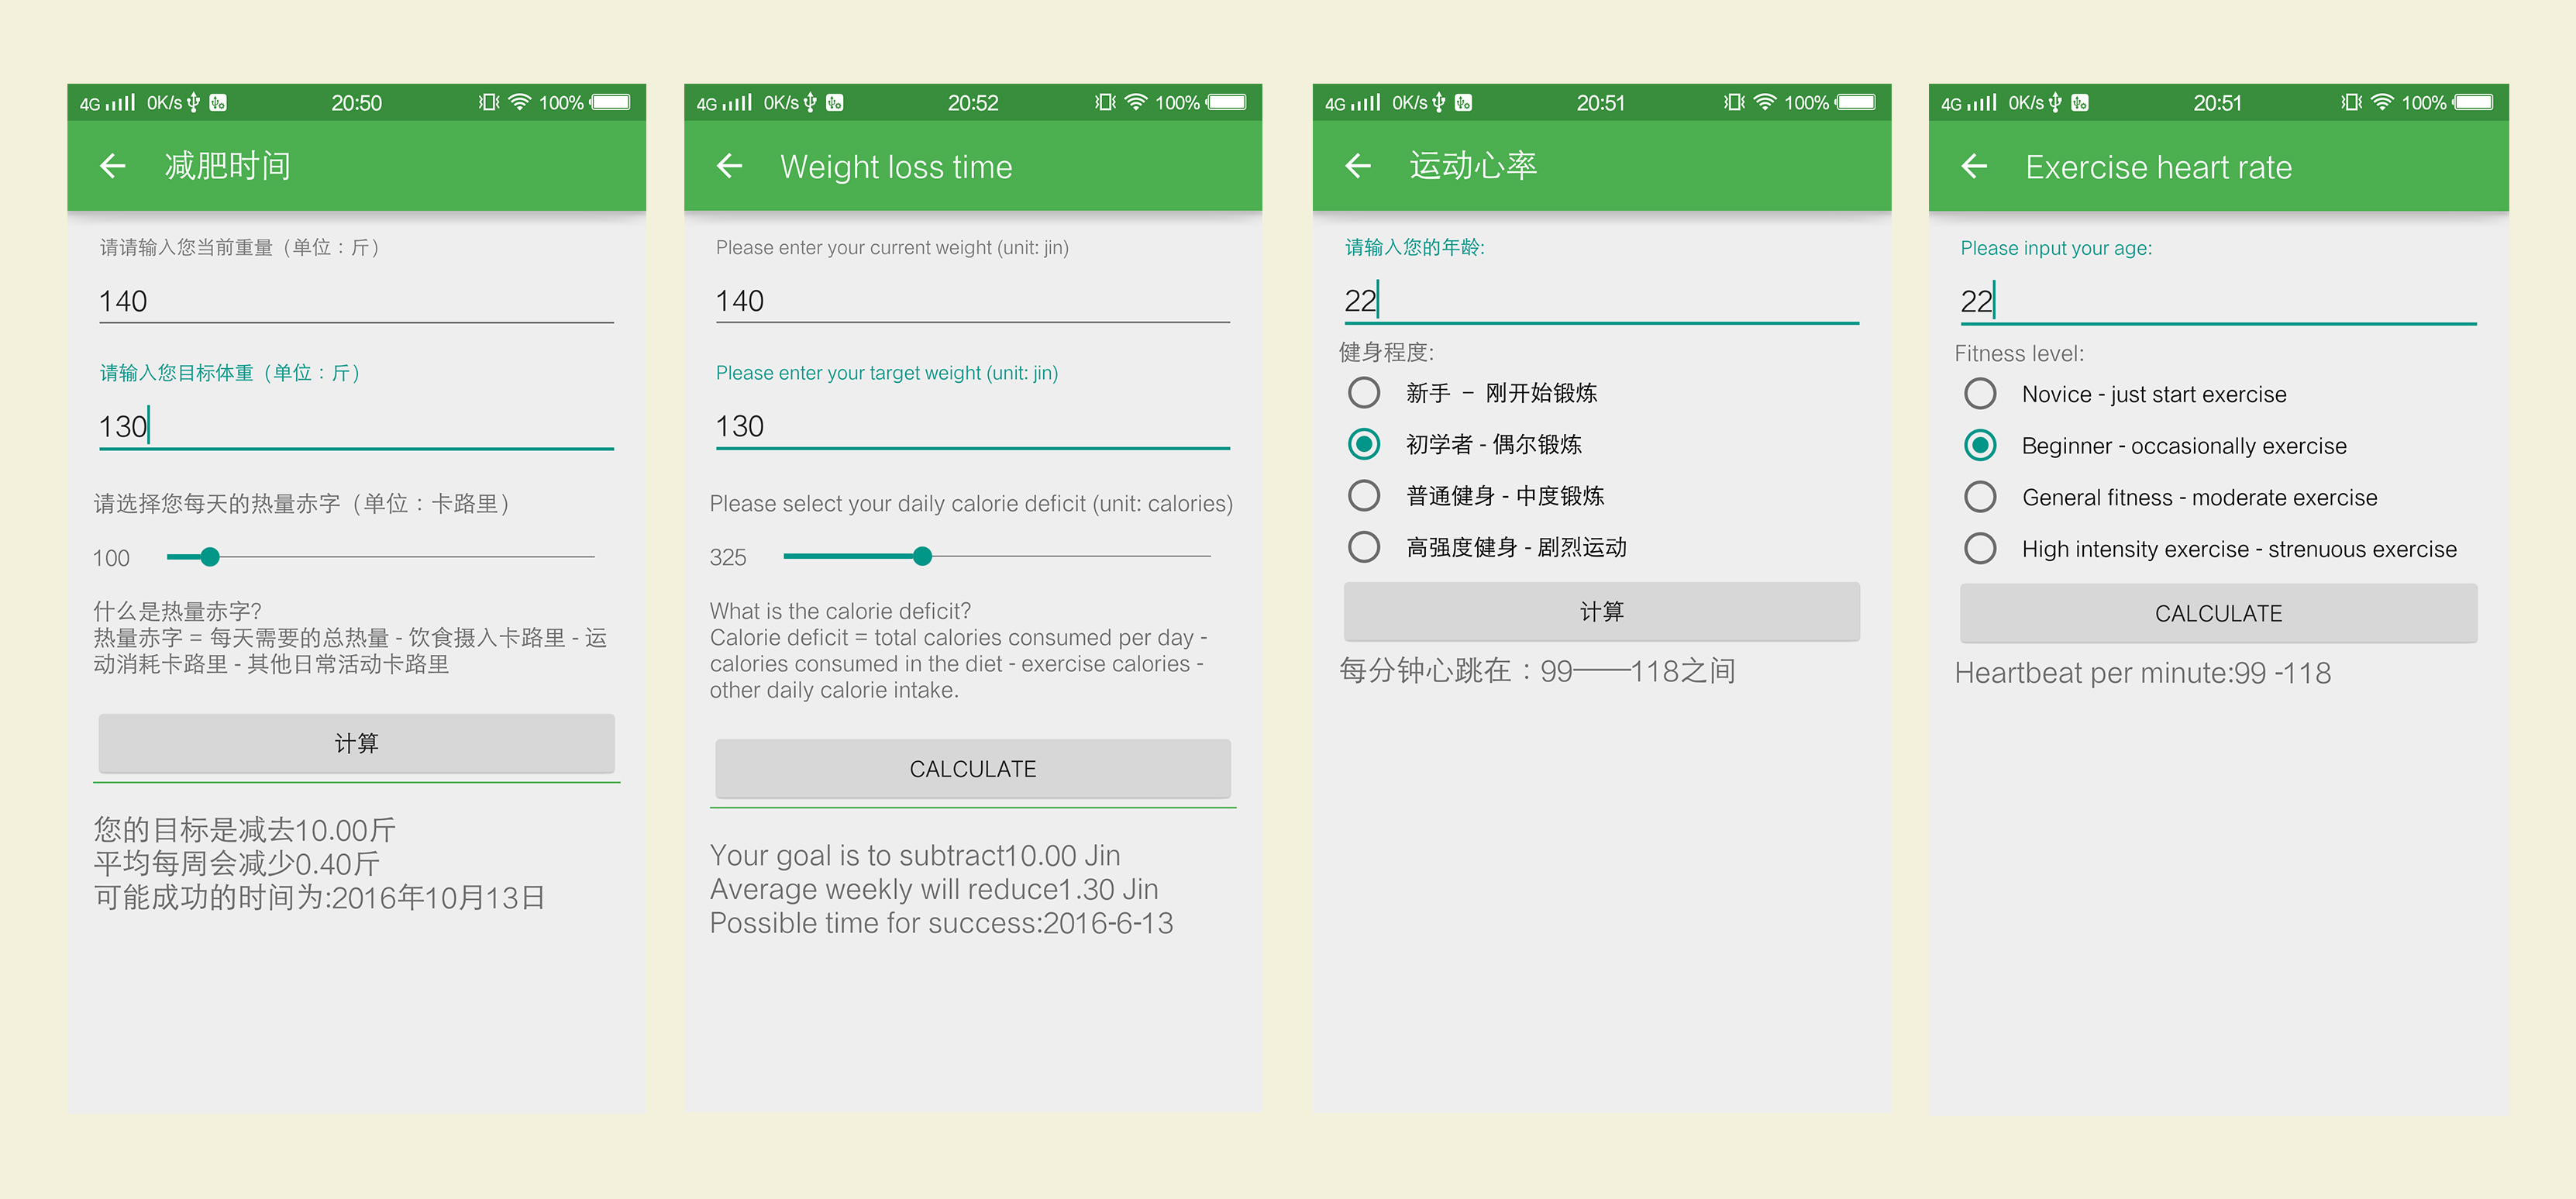 4G 0K/s 20:50 100%
减肥时间
请请输入您当前重量（单位：斤）
140
请输入您目标体重（单位：斤）
130
请选择您每天的热量赤字（单位：卡路里）
100
什么是热量赤字?
热量赤字 = 每天需要的总热量 - 饮食摄入卡路里 - 运
动消耗卡路里 - 其他日常活动卡路里
计算
您的目标是减去10.00斤
平均每周会减少0.40斤
可能成功的时间为:2016年10月13日
4G 0K/s 20:52 100%
Weight loss time
Please enter your current weight (unit: jin)
140
Please enter your target weight (unit: jin)
130
Please select your daily calorie deficit (unit: calories)
325
What is the calorie deficit?
Calorie deficit = total calories consumed per day -
calories consumed in the diet - exercise calories -
other daily calorie intake.
CALCULATE
Your goal is to subtract10.00 Jin
Average weekly will reduce1.30 Jin
Possible time for success:2016-6-13
4G 0K/s 20:51 100%
运动心率
请输入您的年龄:
22
健身程度:
新手 – 刚开始锻炼
初学者 - 偶尔锻炼
普通健身 - 中度锻炼
高强度健身 - 剧烈运动
计算
每分钟心跳在：99——118之间
4G 0K/s 20:51 100%
Exercise heart rate
Please input your age:
22
Fitness level:
Novice - just start exercise
Beginner - occasionally exercise
General fitness - moderate exercise
High intensity exercise - strenuous exercise
CALCULATE
Heartbeat per minute:99 -118